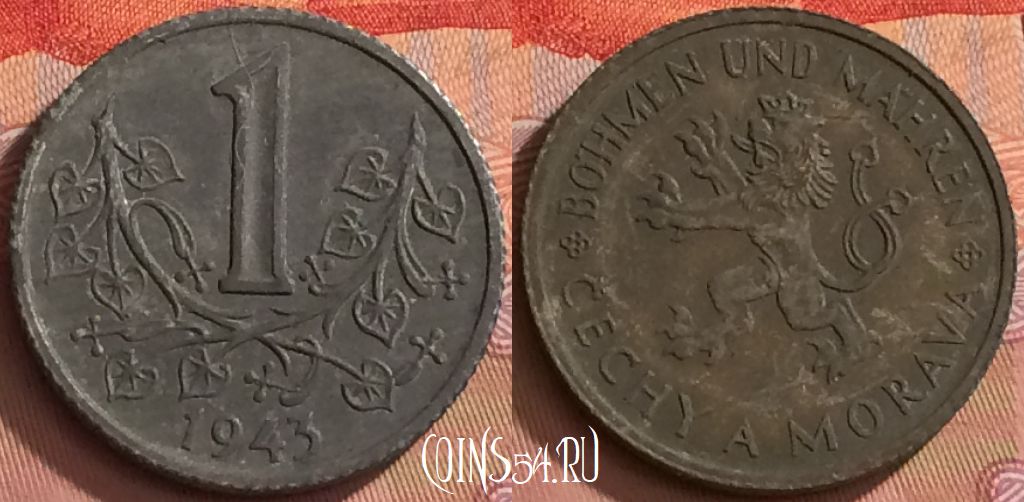 1
1943
BÖHMEN UND MÄHREN
ČECHY A MORAVA
COINS54.RU